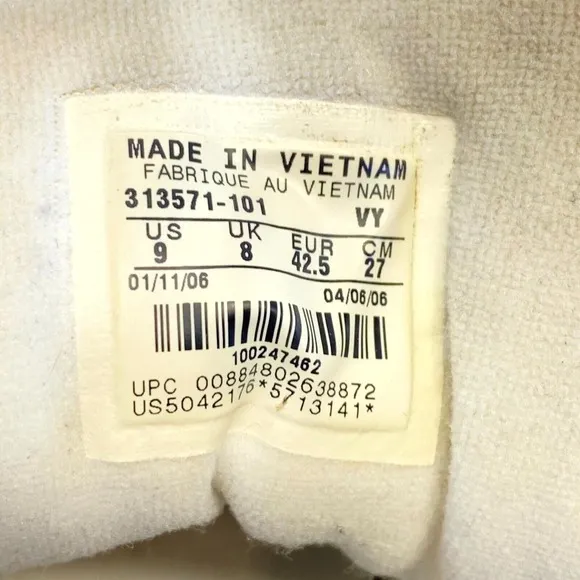 MADE IN VIETNAM
FABRIQUE AU VIETNAM
313571-101 VY
US UK EUR CM
9 8 42.5 27
01/11/06 04/06/06
100247462
UPC 00884802638872
US5042176*5713141*